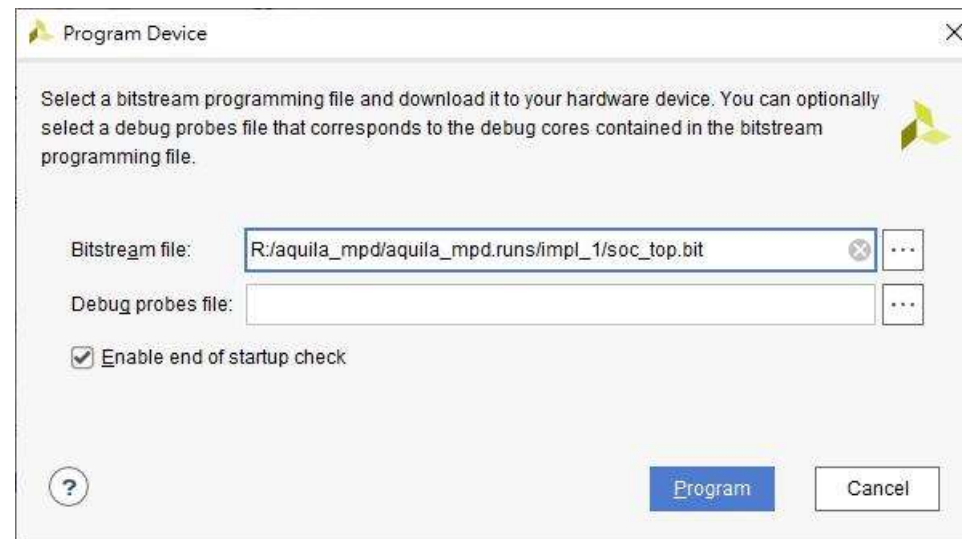 Program Device
Select a bitstream programming file and download it to your hardware device. You can optionally
select a debug probes file that corresponds to the debug cores contained in the bitstream
programming file.
Bitstream file: R:/aquila_mpd/aquila_mpd.runs/impl_1/soc_top.bit ...
Debug probes file: ...
Enable end of startup check
? Program Cancel